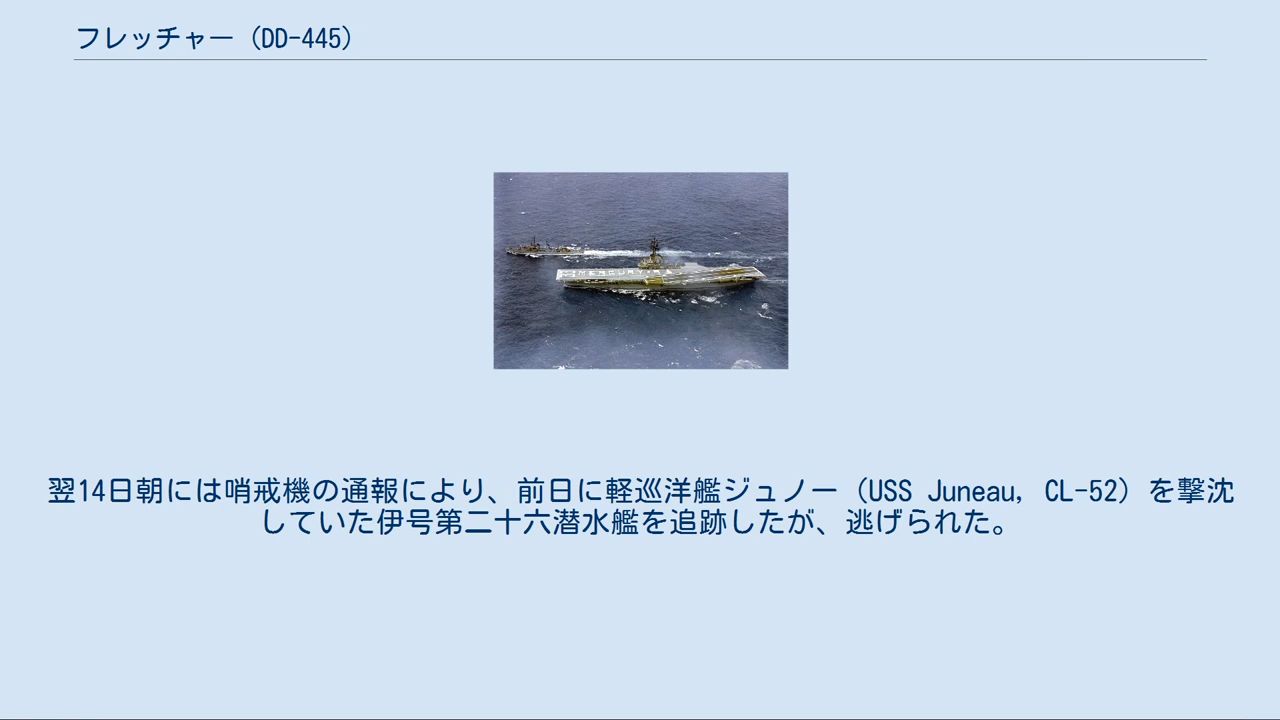 フレッチャー（DD-445）
翌14日朝には哨戒機の通報により、前日に軽巡洋艦ジュノー（USS Juneau, CL-52）を撃沈
していた伊号第二十六潜水艦を追跡したが、逃げられた。